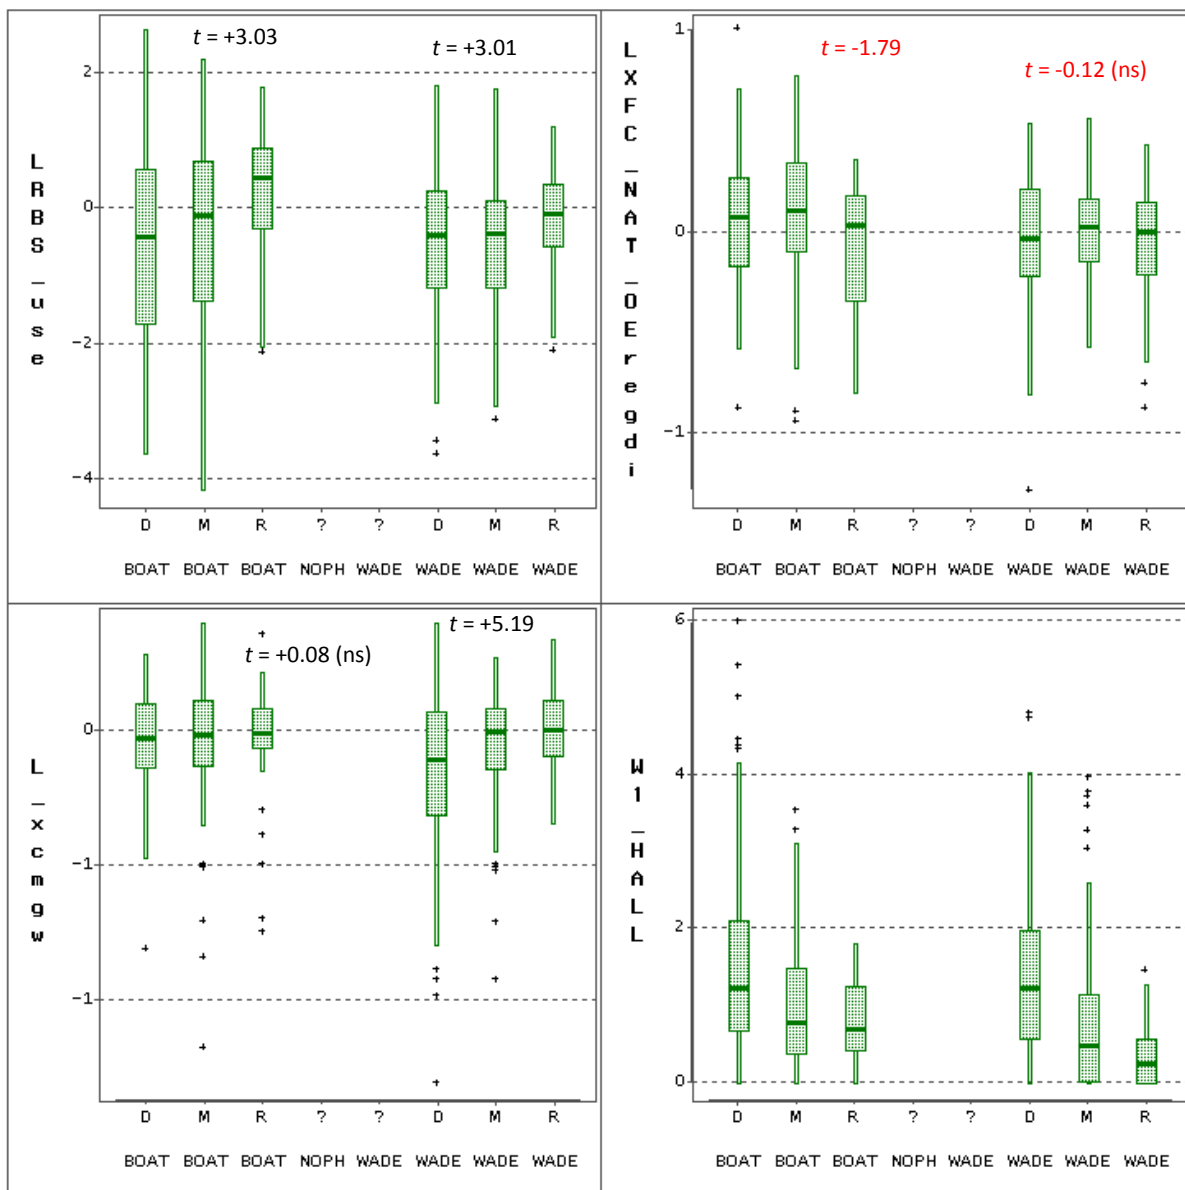 LRBS_use
t = +3.03
t = +3.01
2
0
-2
-4
D M R ? ? D M R
BOAT BOAT BOAT NOPH WADE WADE WADE WADE
LXFC_NAT_OEregdi
t = -1.79
t = -0.12 (ns)
1
0
-1
D M R ? ? D M R
BOAT BOAT BOAT NOPH WADE WADE WADE WADE
L_xcmgw
t = +0.08 (ns)
t = +5.19
0
-1
-1
D M R ? ? D M R
BOAT BOAT BOAT NOPH WADE WADE WADE WADE
W1_HALL
6
4
2
0
D M R ? ? D M R
BOAT BOAT BOAT NOPH WADE WADE WADE WADE